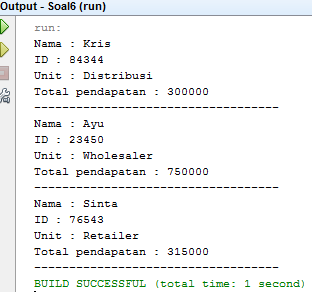 Output - Soal6 (run)
run:
Nama : Kris
ID : 84344
Unit : Distribusi
Total pendapatan : 300000
-----------------------------------
Nama : Ayu
ID : 23450
Unit : Wholesaler
Total pendapatan : 750000
-----------------------------------
Nama : Sinta
ID : 76543
Unit : Retailer
Total pendapatan : 315000
-----------------------------------
BUILD SUCCESSFUL (total time: 1 second)